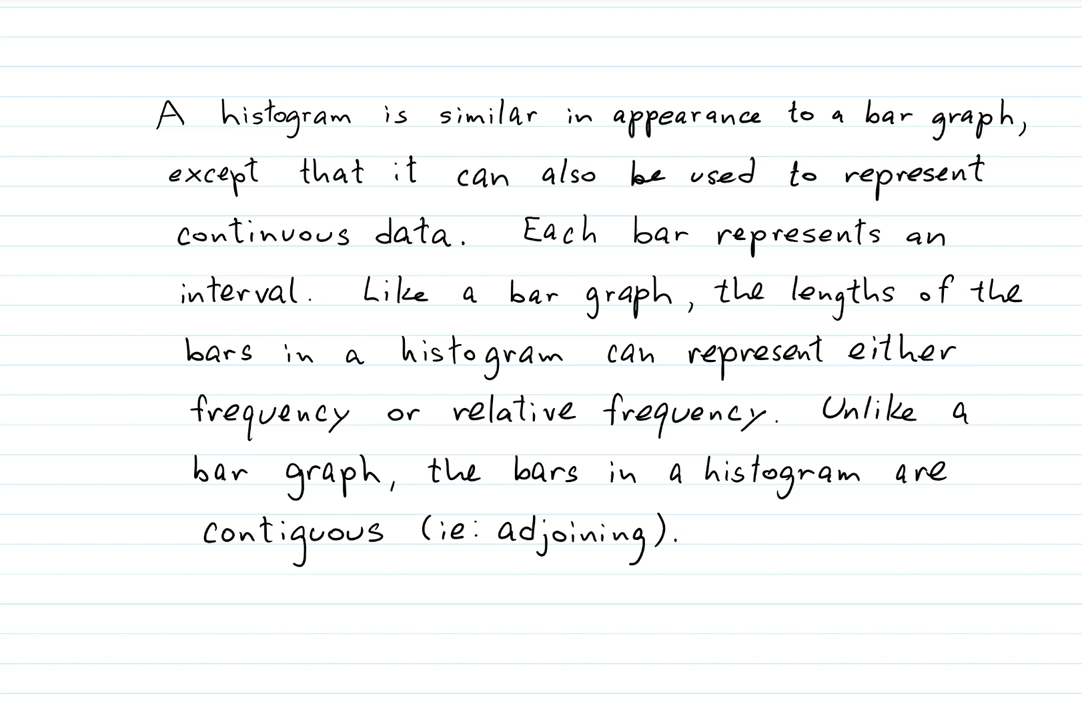 A histogram is similar in appearance to a bar graph,
except that it can also be used to represent
continuous data. Each bar represents an
interval. Like a bar graph, the lengths of the
bars in a histogram can represent either
frequency or relative frequency. Unlike a
bar graph, the bars in a histogram are
contiguous (ie: adjoining).